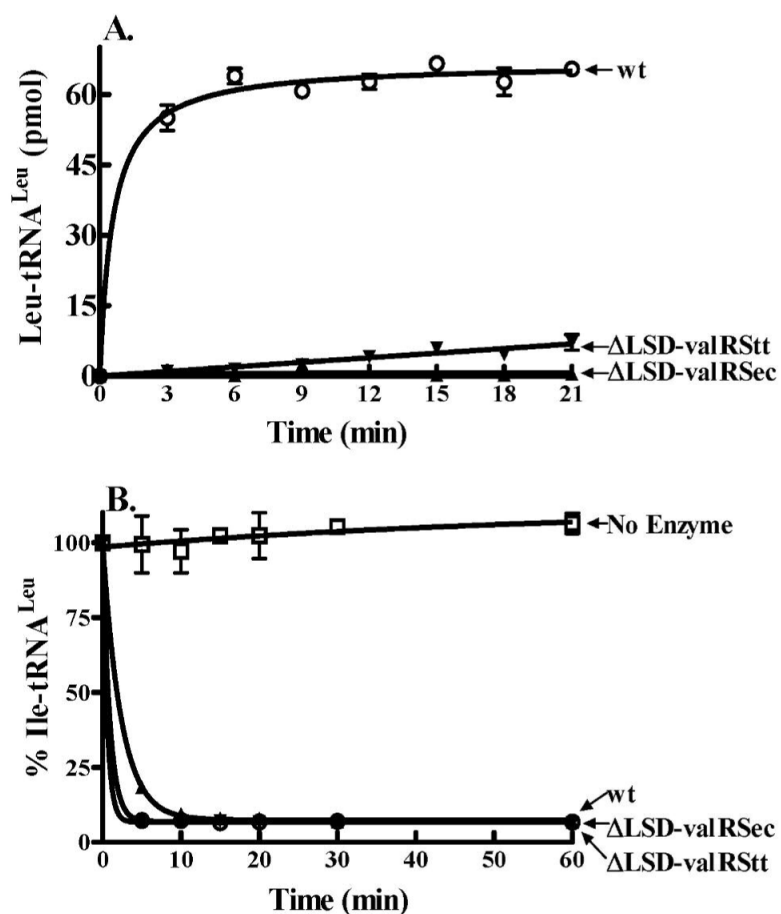 A.
Leu-tRNA^Leu (pmol)
60
45
30
15
0
0 3 6 9 12 15 18 21
Time (min)
wt
ΔLSD-valRStt
ΔLSD-valRSec
B.
% Ile-tRNA^Leu
100
75
50
25
0
0 10 20 30 40 50 60
Time (min)
No Enzyme
wt
ΔLSD-valRSec
ΔLSD-valRStt